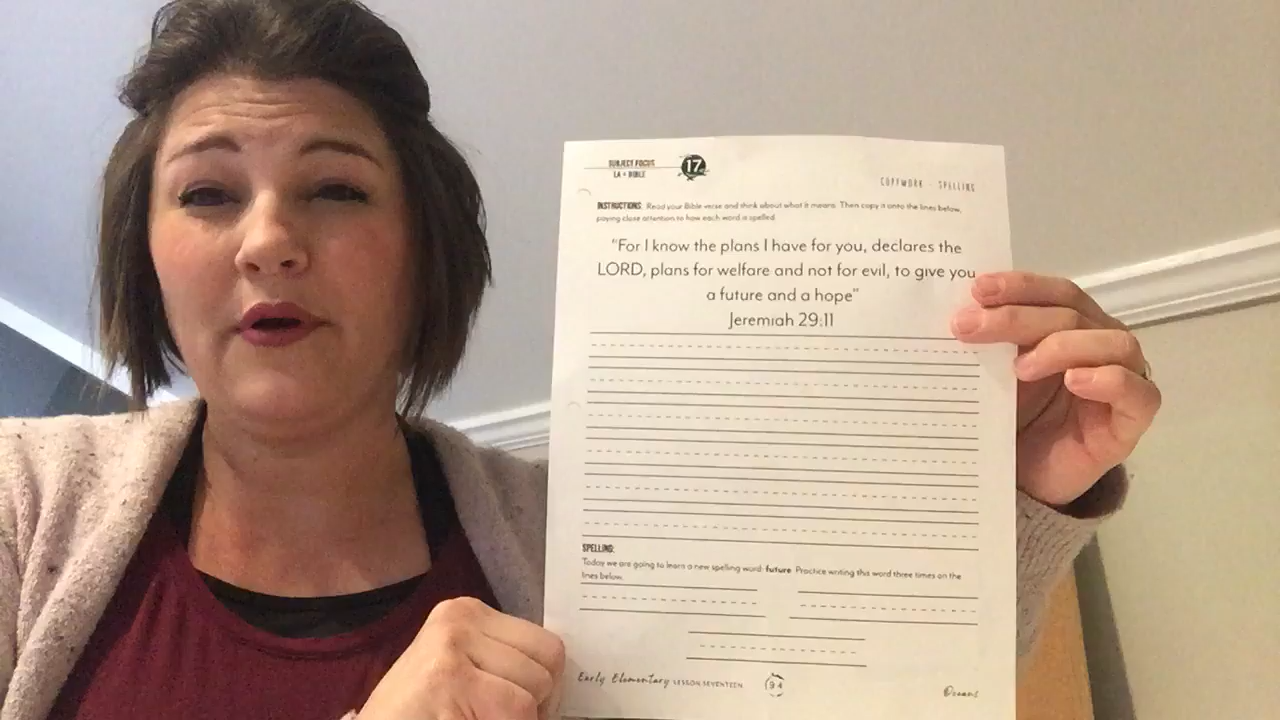 SUBJECT FOCUS
LA + BIBLE
17
COPYWORK - SPELLING
INSTRUCTIONS: Read your Bible verse and think about what it means. Then copy it onto the lines below,
paying close attention to how each word is spelled.
"For I know the plans I have for you, declares the
LORD, plans for welfare and not for evil, to give you
a future and a hope"
Jeremiah 29:11
SPELLING:
Today we are going to learn a new spelling word: future. Practice writing this word three times on the
lines below.
Early Elementary LESSON SEVENTEEN
94
Oceans